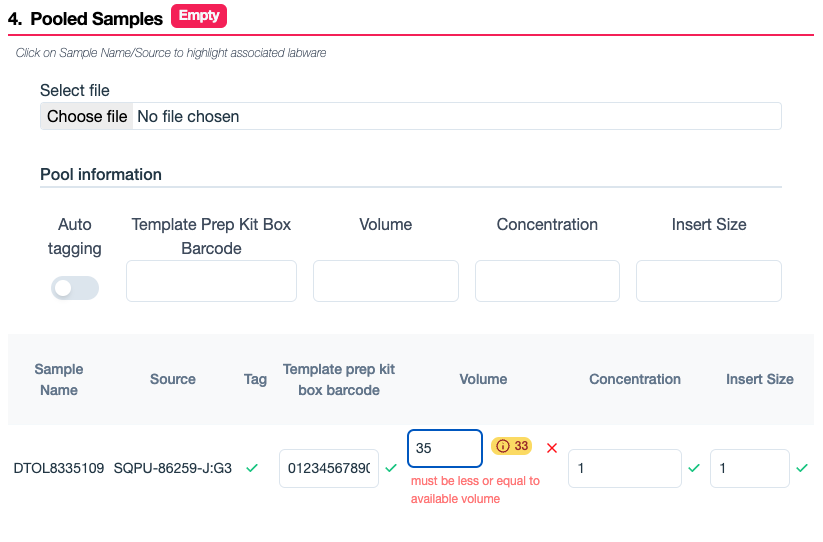 4. Pooled Samples Empty
Click on Sample Name/Source to highlight associated labware
Select file
Choose file No file chosen
Pool information
Auto tagging
Template Prep Kit Box Barcode
Volume
Concentration
Insert Size
Sample Name
Source
Tag
Template prep kit box barcode
Volume
Concentration
Insert Size
DTOL8335109 SQPU-86259-J:G3 01234567890 35 33 1 1
must be less or equal to
available volume